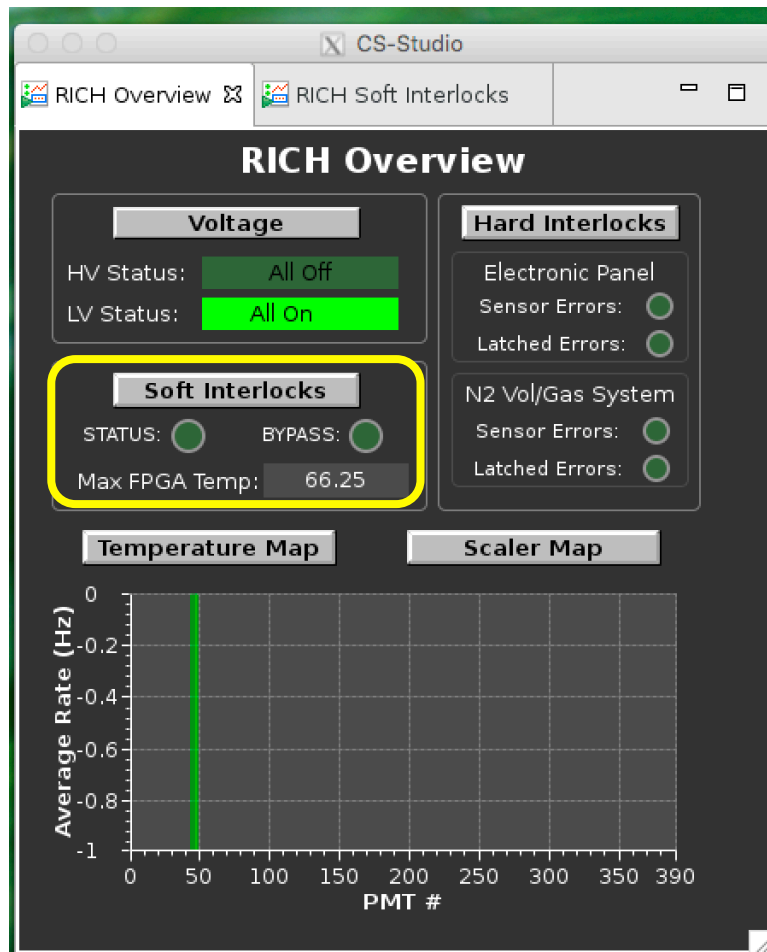 CS-Studio
RICH Overview
RICH Soft Interlocks
RICH Overview
Voltage
HV Status: All Off
LV Status: All On
Soft Interlocks
STATUS: BYPASS:
Max FPGA Temp: 66.25
Hard Interlocks
Electronic Panel
Sensor Errors:
Latched Errors:
N2 Vol/Gas System
Sensor Errors:
Latched Errors:
Temperature Map
Scaler Map
Average Rate (Hz)
0
-0.2
-0.4
-0.6
-0.8
-1
0 50 100 150 200 250 300 350 390
PMT #